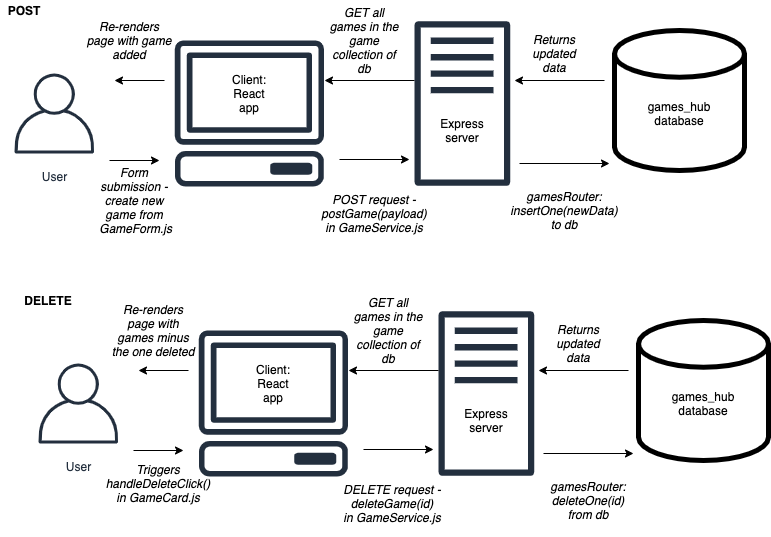 POST
Re-renders
page with game
added
GET all
games in the
game
collection of
db
Returns
updated
data
Client:
React
app
Express
server
games_hub
database
User
Form
submission -
create new
game from
GameForm.js
POST request -
postGame(payload)
in GameService.js
gamesRouter:
insertOne(newData)
to db
DELETE
Re-renders
page with
games minus
the one deleted
GET all
games in the
game
collection of
db
Returns
updated
data
Client:
React
app
Express
server
games_hub
database
User
Triggers
handleDeleteClick()
in GameCard.js
DELETE request -
deleteGame(id)
in GameService.js
gamesRouter:
deleteOne(id)
from db